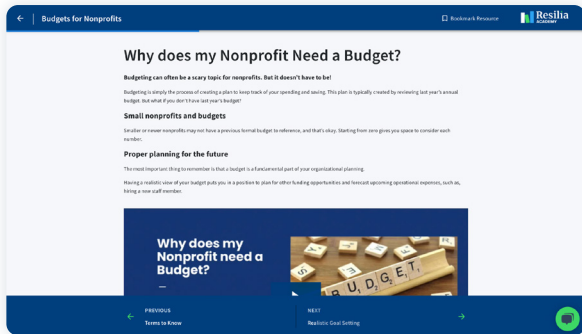 Budgets for Nonprofits
Bookmark Resource
Resilia
ACADEMY
Why does my Nonprofit Need a Budget?
Budgeting can often be a scary topic for nonprofits. But it doesn't have to be!
Budgeting is simply the process of creating a plan to keep track of your spending and saving. This plan is typically created by reviewing last year's annual
budget. But what if you don't have last year's budget?
Small nonprofits and budgets
Smaller or newer nonprofits may not have a previous formal budget to reference, and that's okay. Starting from zero gives you space to consider each
number.
Proper planning for the future
The most important thing to remember is that a budget is a fundamental part of your organizational planning.
Having a realistic view of your budget puts you in a position to plan for other funding opportunities and forecast upcoming operational expenses, such as,
hiring a new staff member.
Why does my
Nonprofit need a
Budget?
BUDGET
PREVIOUS
Terms to Know
NEXT
Realistic Goal Setting